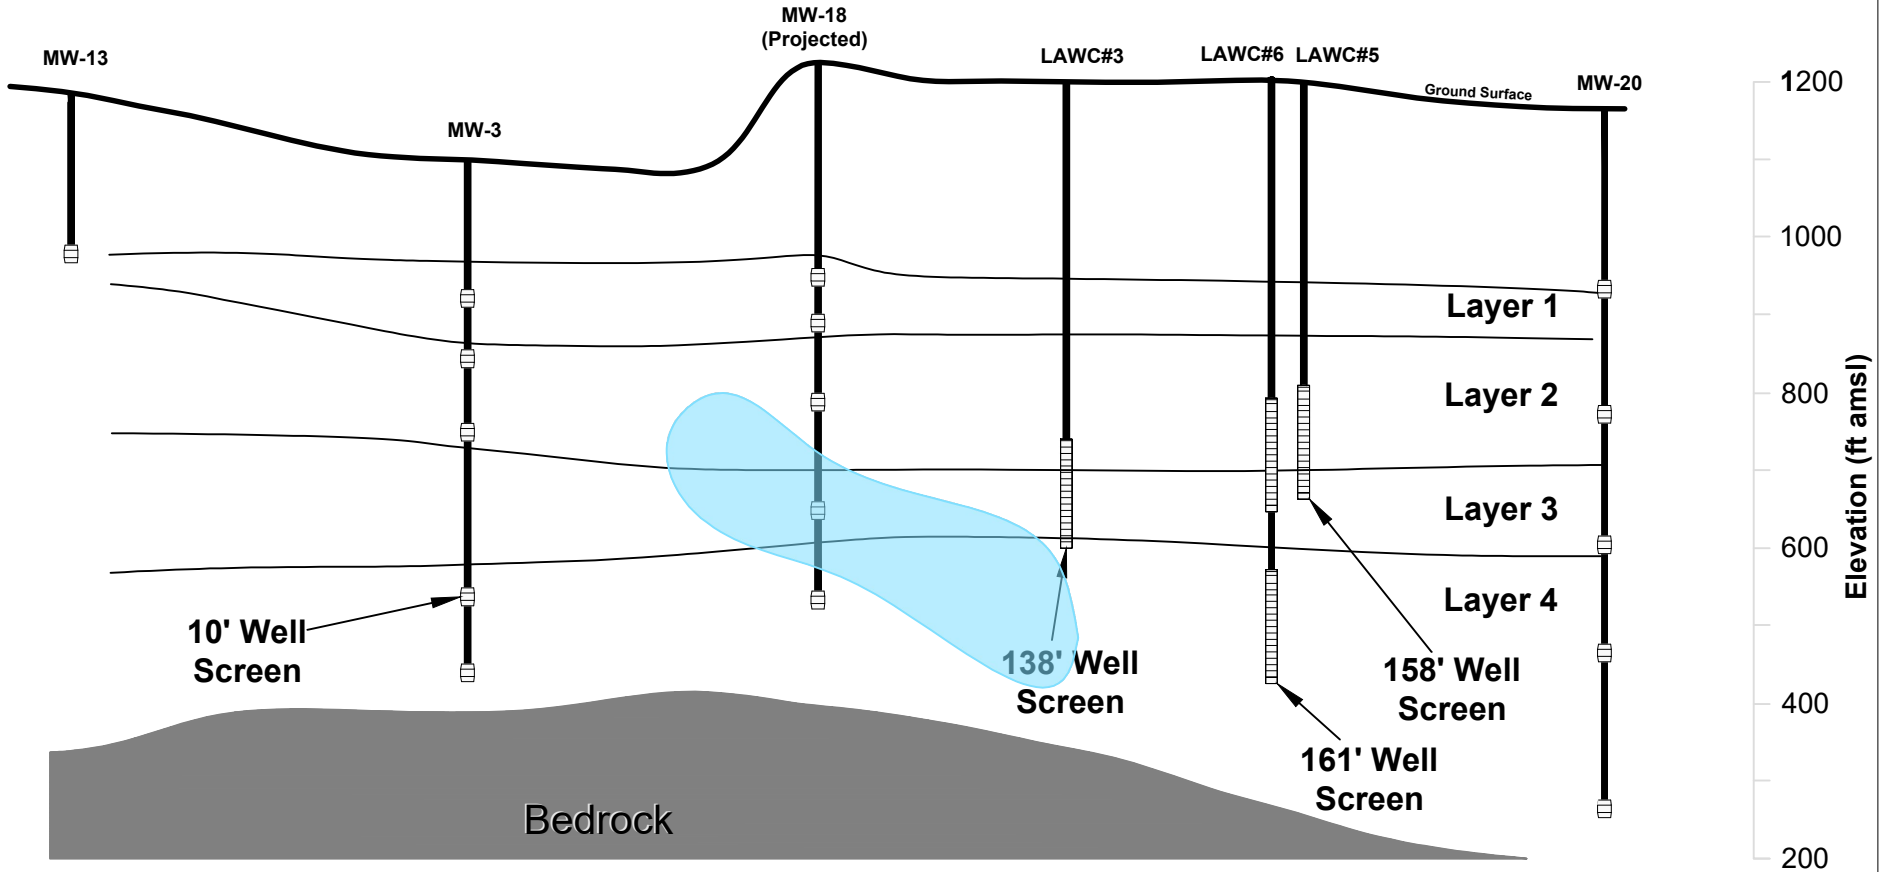 MW-18
(Projected)
MW-13
LAWC#3
LAWC#6
LAWC#5
MW-20
1200
Ground Surface
MW-3
1000
Layer 1
Layer 2
800
Elevation (ft amsl)
Layer 3
600
Layer 4
10' Well
Screen
138' Well
Screen
158' Well
Screen
400
161' Well
Screen
Bedrock
200